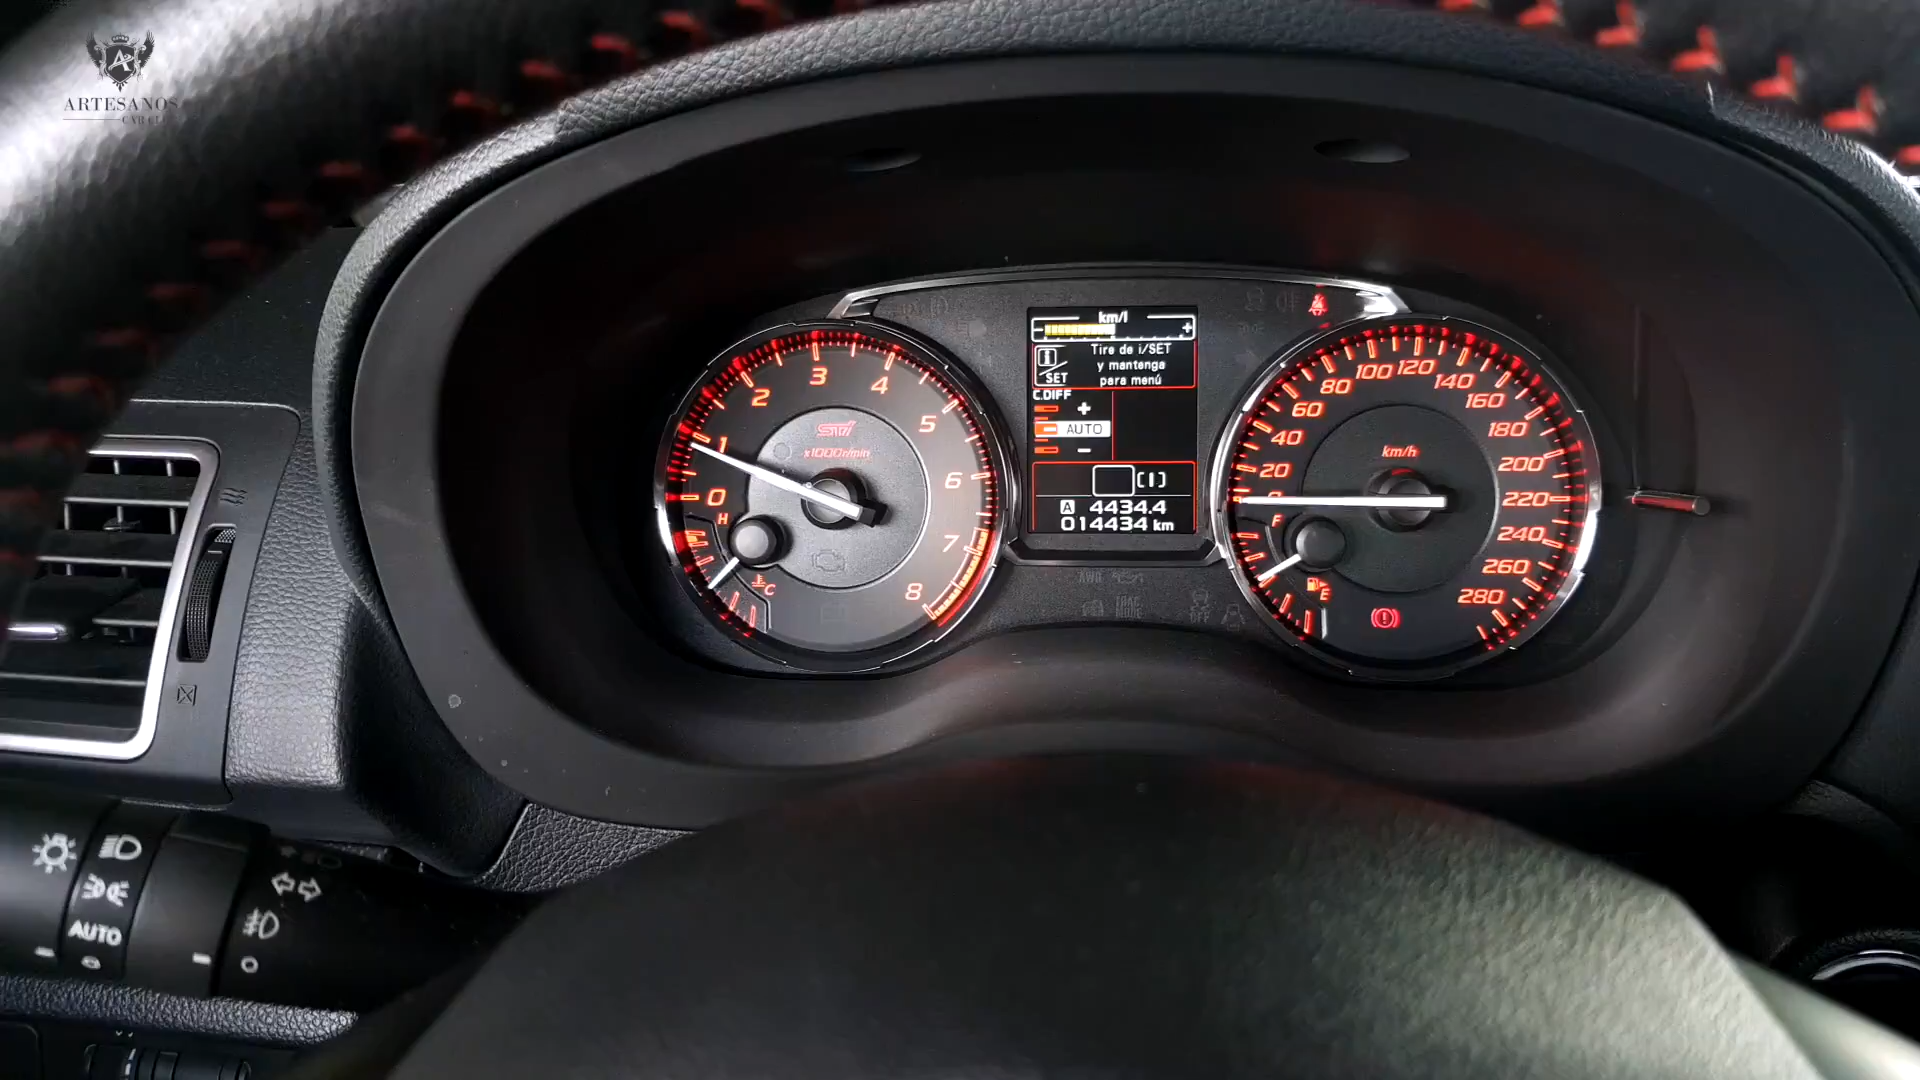 ARTESANOS
km/l
Tire de i/SET
y mantenga
para menú
i
SET
C.DIFF
+
AUTO
-
[I]
A 4434.4
014434 km
0
1
2
3
4
5
6
7
8
STI
x1000r/min
H
C
0
20
40
60
80
100
120
140
160
180
200
220
240
260
280
km/h
F
E
AUTO